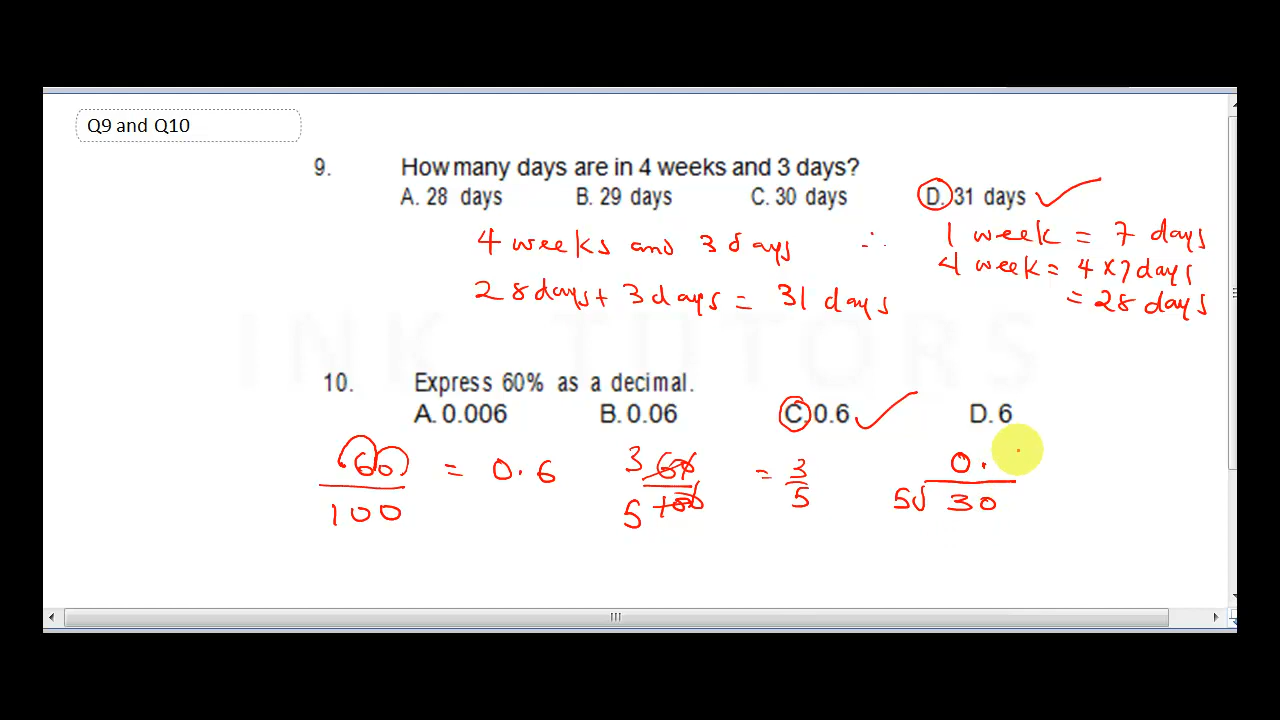 Q9 and Q10
9. How many days are in 4 weeks and 3 days?
A. 28 days B. 29 days C. 30 days D. 31 days
4 weeks and 3 days ∴ 1 week = 7 days
4 week = 4 × 7 days
28 days + 3 days = 31 days = 28 days
INK TUTORS
10. Express 60% as a decimal.
A. 0.006 B. 0.06 C. 0.6 D. 6
60 = 0.6 3 60 = 3 0.
100 5 100 5 5√30